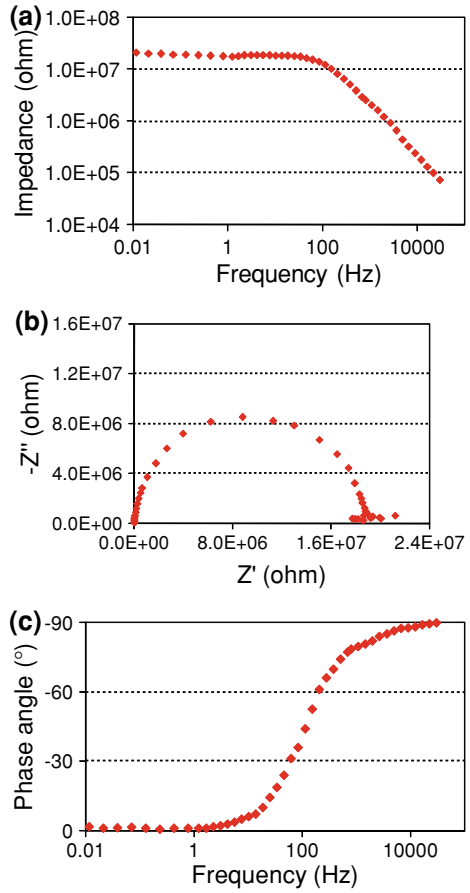 (a)
Impedance (ohm)
1.0E+08
1.0E+07
1.0E+06
1.0E+05
1.0E+04
0.01 1 100 10000
Frequency (Hz)
(b)
-Z" (ohm)
1.6E+07
1.2E+07
8.0E+06
4.0E+06
0.0E+00
0.0E+00 8.0E+06 1.6E+07 2.4E+07
Z' (ohm)
(c)
Phase angle (°)
-90
-60
-30
0
0.01 1 100 10000
Frequency (Hz)